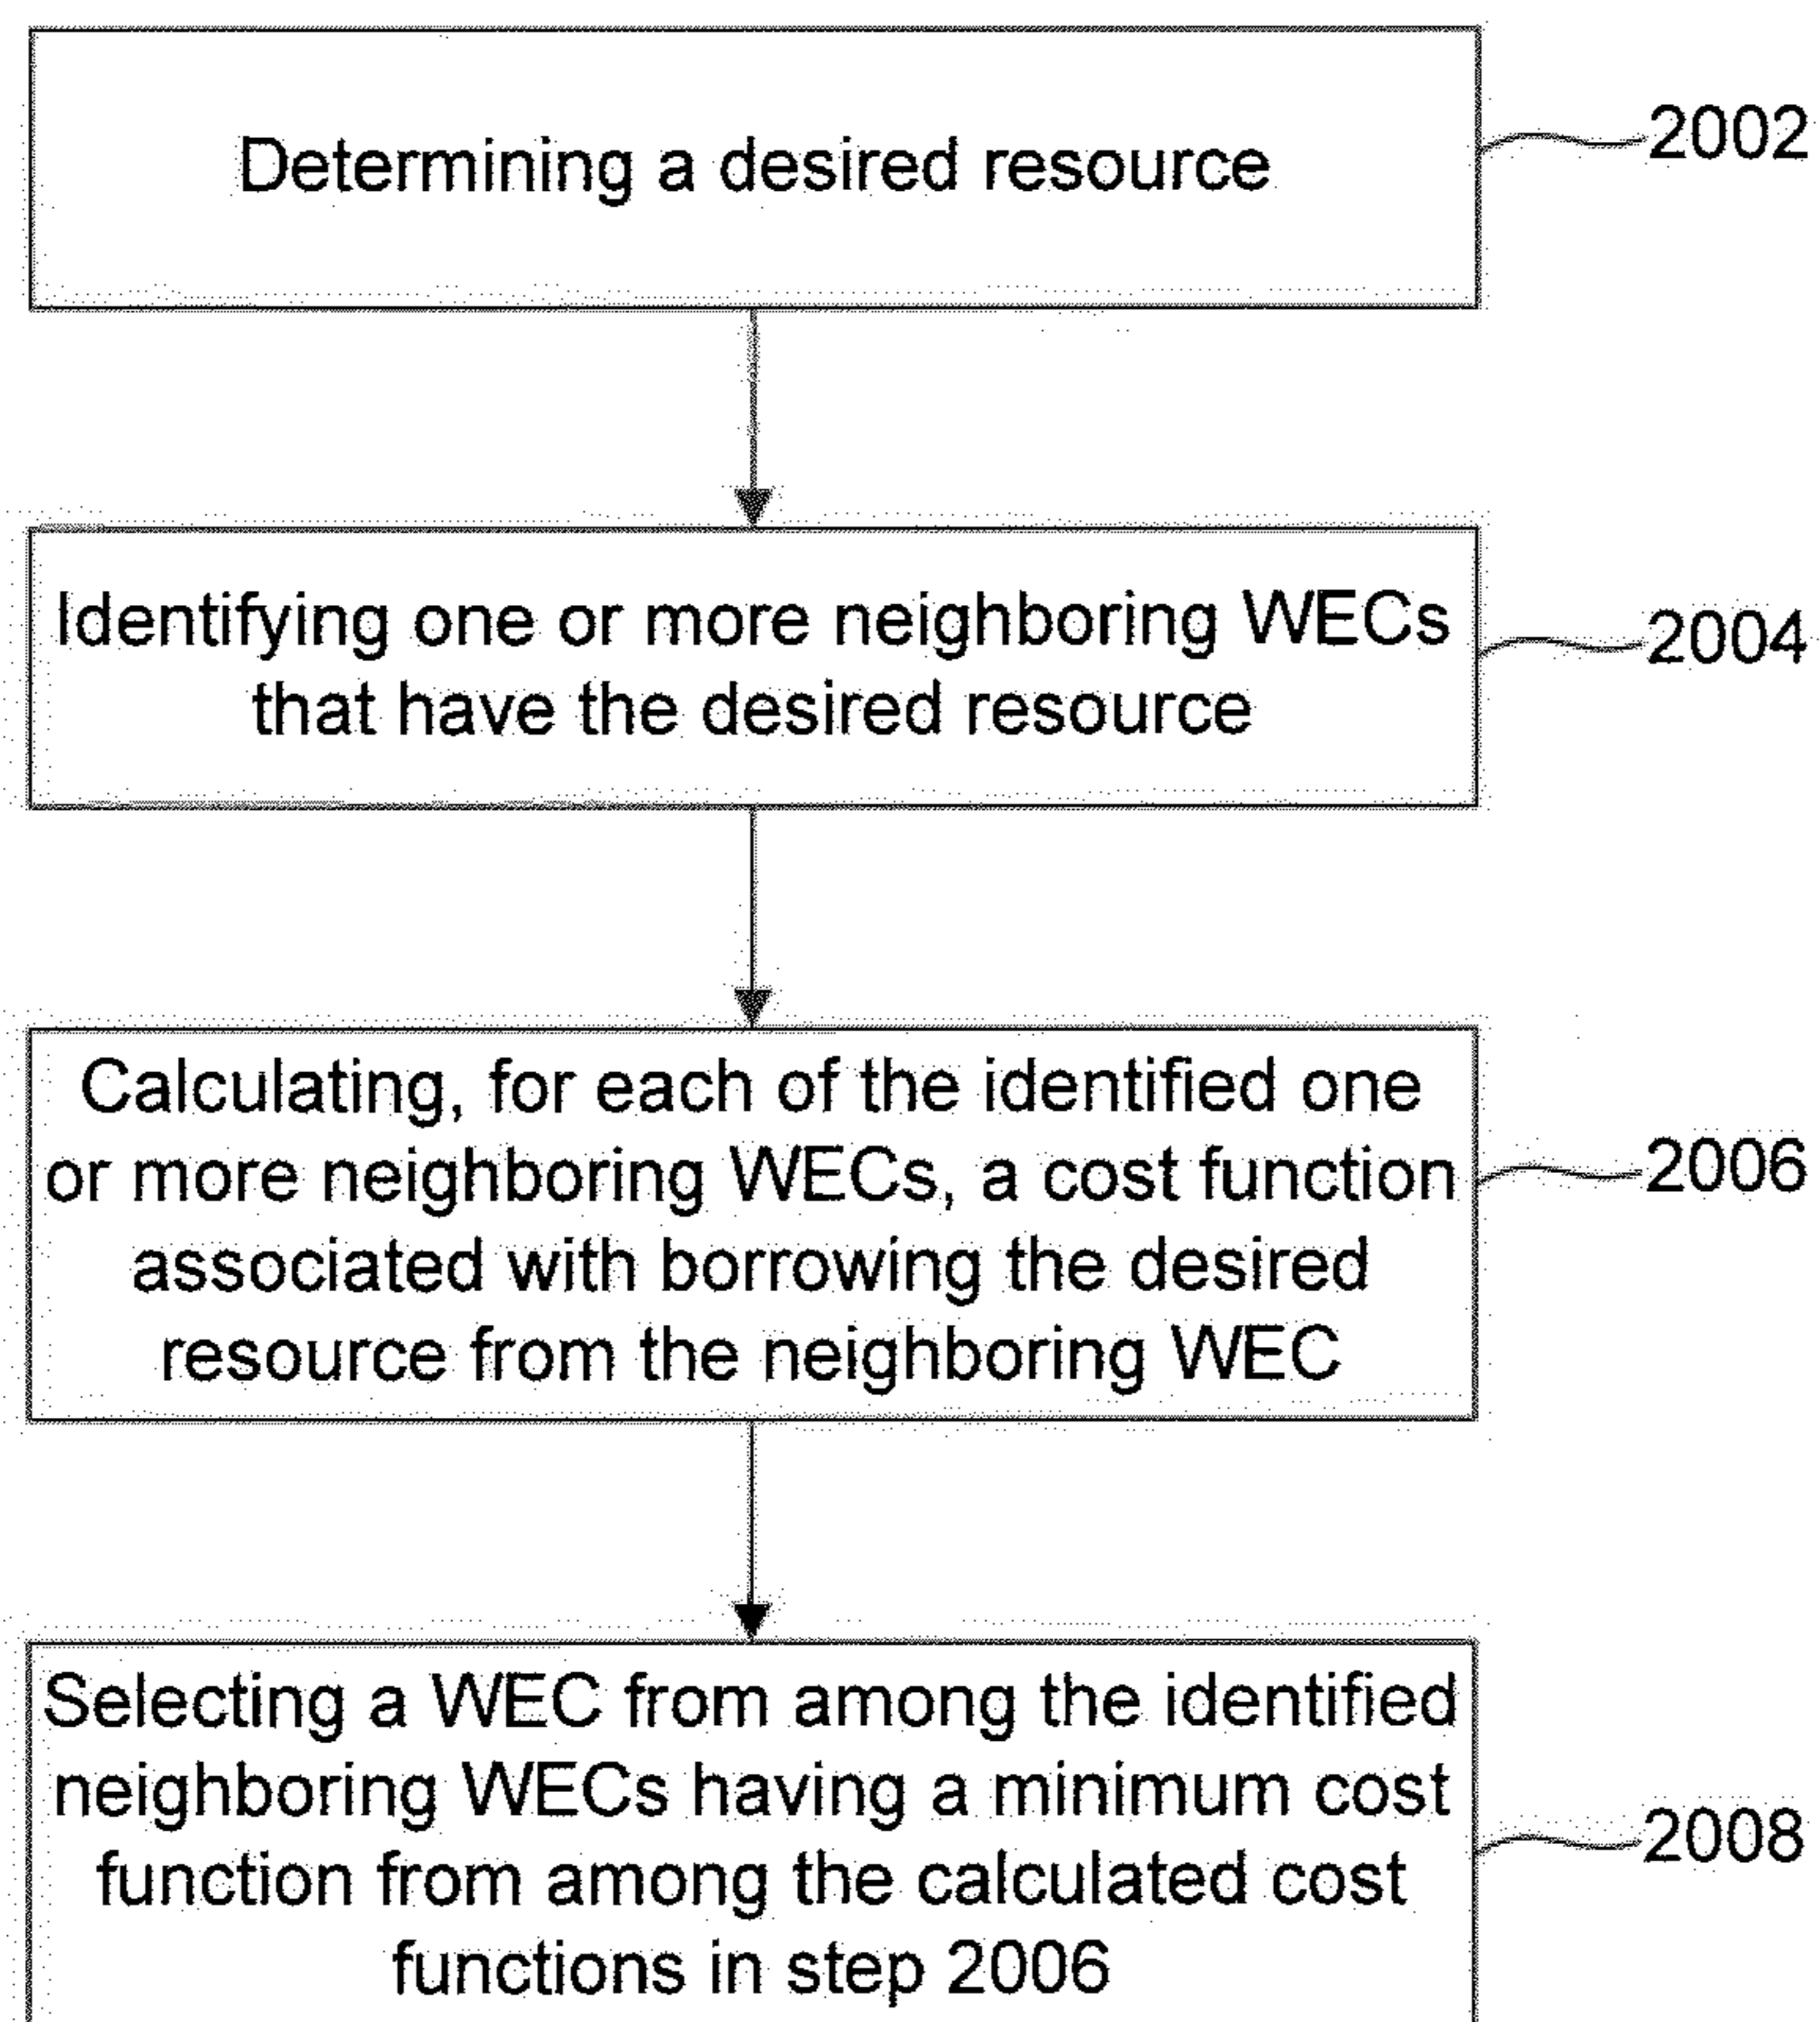 Determining a desired resource
2002
Identifying one or more neighboring WECs
that have the desired resource
2004
Calculating, for each of the identified one
or more neighboring WECs, a cost function
associated with borrowing the desired
resource from the neighboring WEC
2006
Selecting a WEC from among the identified
neighboring WECs having a minimum cost
function from among the calculated cost
functions in step 2006
2008